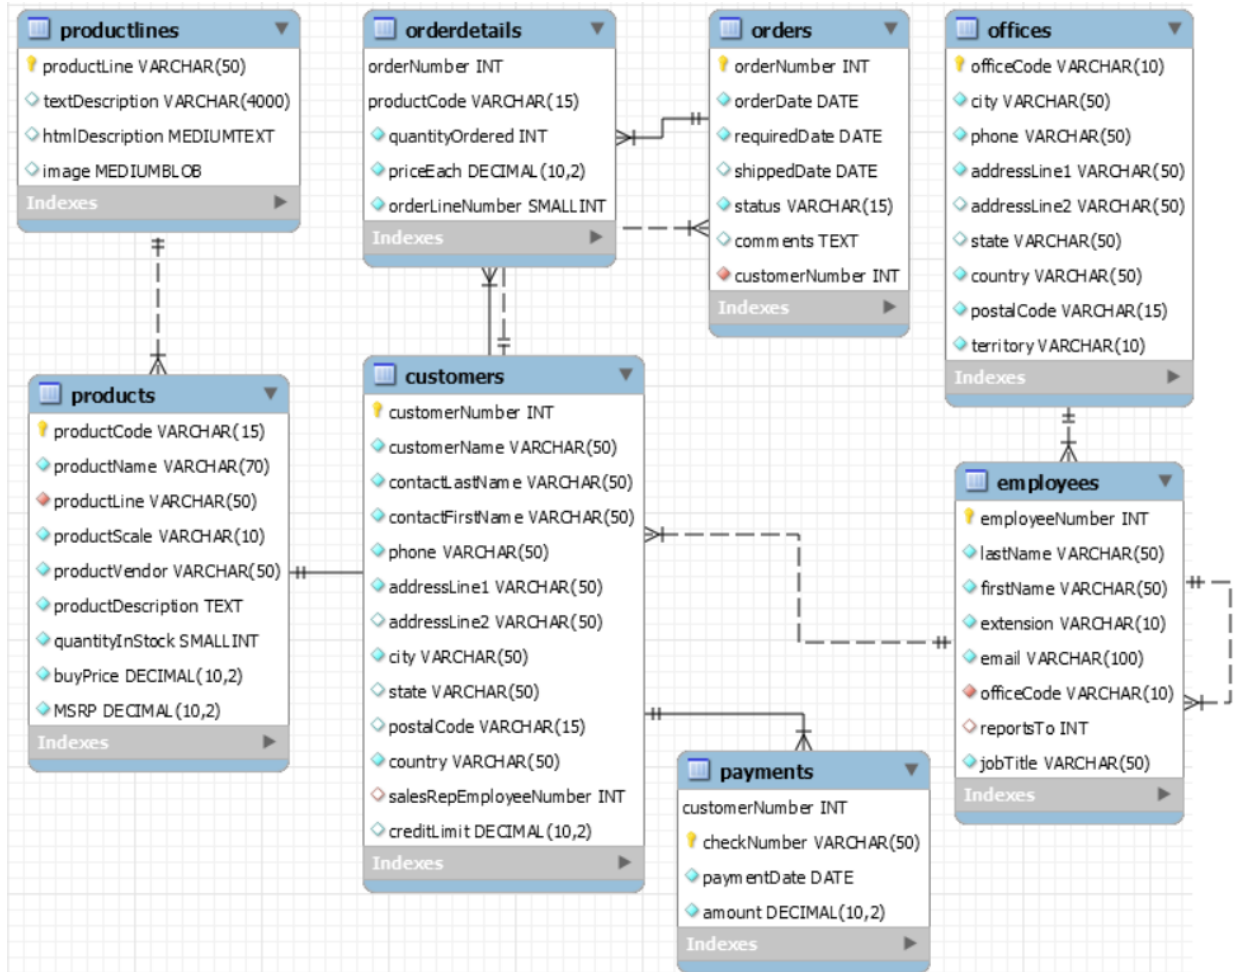 productlines
productLine VARCHAR(50)
textDescription VARCHAR(4000)
htmlDescription MEDIUMTEXT
image MEDIUMBLOB
Indexes
orderdetails
orderNumber INT
productCode VARCHAR(15)
quantityOrdered INT
priceEach DECIMAL(10,2)
orderLineNumber SMALLINT
Indexes
orders
orderNumber INT
orderDate DATE
requiredDate DATE
shippedDate DATE
status VARCHAR(15)
comments TEXT
customerNumber INT
Indexes
offices
officeCode VARCHAR(10)
city VARCHAR(50)
phone VARCHAR(50)
addressLine1 VARCHAR(50)
addressLine2 VARCHAR(50)
state VARCHAR(50)
country VARCHAR(50)
postalCode VARCHAR(15)
territory VARCHAR(10)
Indexes
products
productCode VARCHAR(15)
productName VARCHAR(70)
productLine VARCHAR(50)
productScale VARCHAR(10)
productVendor VARCHAR(50)
productDescription TEXT
quantityInStock SMALLINT
buyPrice DECIMAL(10,2)
MSRP DECIMAL(10,2)
Indexes
customers
customerNumber INT
customerName VARCHAR(50)
contactLastName VARCHAR(50)
contactFirstName VARCHAR(50)
phone VARCHAR(50)
addressLine1 VARCHAR(50)
addressLine2 VARCHAR(50)
city VARCHAR(50)
state VARCHAR(50)
postalCode VARCHAR(15)
country VARCHAR(50)
salesRepEmployeeNumber INT
creditLimit DECIMAL(10,2)
Indexes
employees
employeeNumber INT
lastName VARCHAR(50)
firstName VARCHAR(50)
extension VARCHAR(10)
email VARCHAR(100)
officeCode VARCHAR(10)
reportsTo INT
jobTitle VARCHAR(50)
Indexes
payments
customerNumber INT
checkNumber VARCHAR(50)
paymentDate DATE
amount DECIMAL(10,2)
Indexes